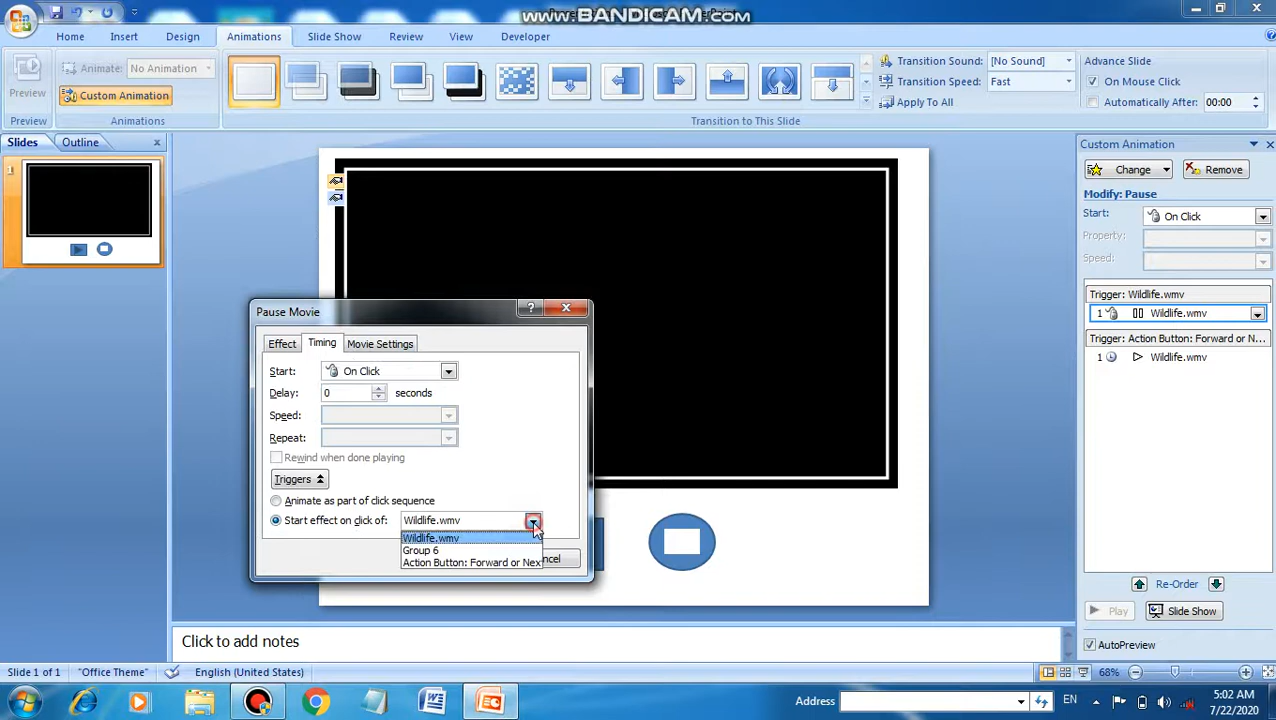 www.BANDICAM.com
Home
Insert
Design
Animations
Slide Show
Review
View
Developer
Preview
Animate: No Animation
Custom Animation
Preview
Animations
Transition Sound: [No Sound]
Transition Speed: Fast
Apply To All
Advance Slide
On Mouse Click
Automatically After: 00:00
Transition to This Slide
Slides
Outline
1
Custom Animation
Change
Remove
Modify: Pause
Start: On Click
Property:
Speed:
Trigger: Wildlife.wmv
1 Wildlife.wmv
Trigger: Action Button: Forward or N...
1 Wildlife.wmv
Re-Order
Play
Slide Show
AutoPreview
Pause Movie
?
Effect
Timing
Movie Settings
Start: On Click
Delay: 0 seconds
Speed:
Repeat:
Rewind when done playing
Triggers
Animate as part of click sequence
Start effect on click of: Wildlife.wmv
Wildlife.wmv
Group 6
Action Button: Forward or Nex
ncel
Click to add notes
Slide 1 of 1
"Office Theme"
English (United States)
68%
Address
EN
5:02 AM
7/22/2020